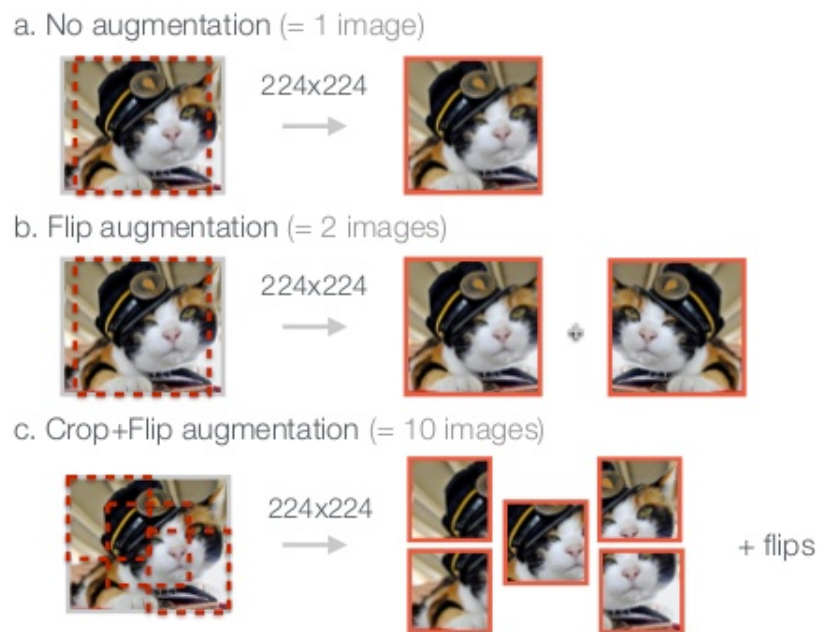 a. No augmentation (= 1 image)
224x224
b. Flip augmentation (= 2 images)
224x224
c. Crop+Flip augmentation (= 10 images)
224x224
+ flips